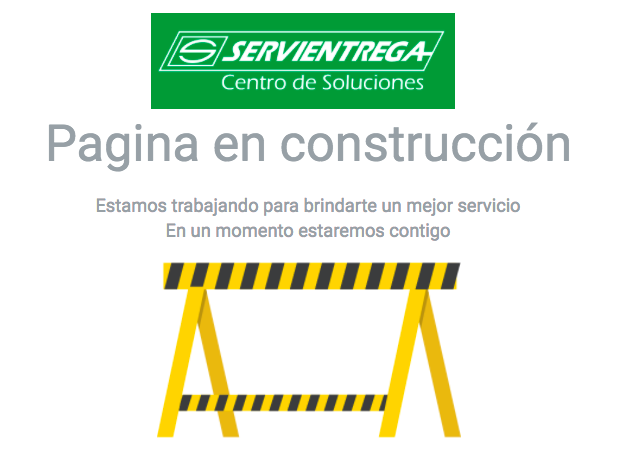 SERVIENTREGA
Centro de Soluciones
Pagina en construcción
Estamos trabajando para brindarte un mejor servicio
En un momento estaremos contigo